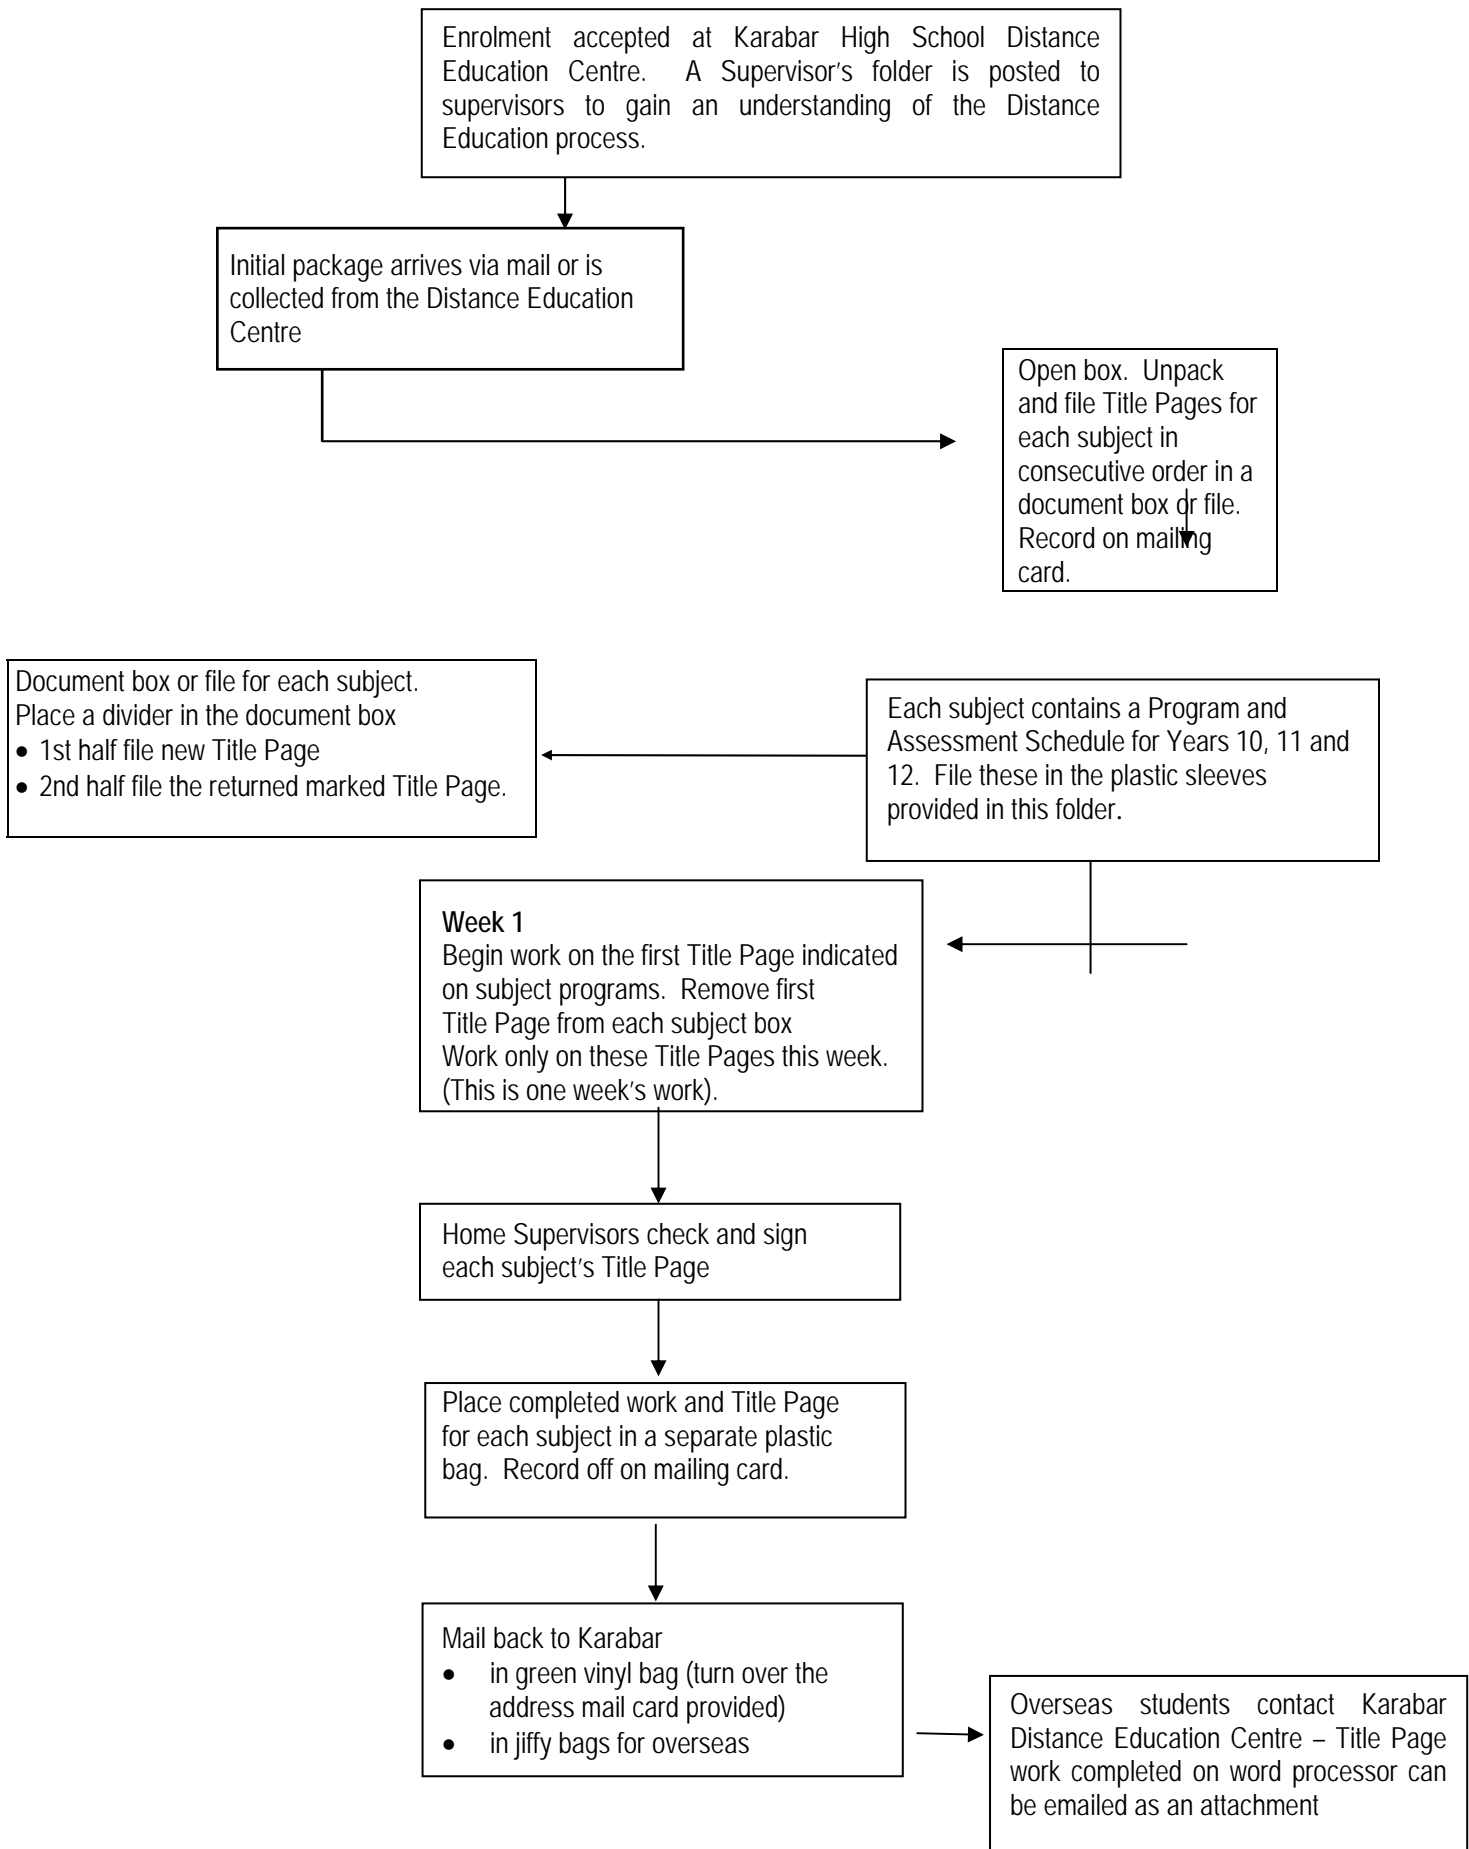 Enrolment accepted at Karabar High School Distance
Education Centre. A Supervisor's folder is posted to
supervisors to gain an understanding of the Distance
Education process.
Initial package arrives via mail or is
collected from the Distance Education
Centre
Open box. Unpack
and file Title Pages for
each subject in
consecutive order in a
document box or file.
Record on mailing
card.
Each subject contains a Program and
Assessment Schedule for Years 10, 11 and
12. File these in the plastic sleeves
provided in this folder.
Document box or file for each subject.
Place a divider in the document box
• 1st half file new Title Page
• 2nd half file the returned marked Title Page.
Week 1
Begin work on the first Title Page indicated
on subject programs. Remove first
Title Page from each subject box
Work only on these Title Pages this week.
(This is one week's work).
Home Supervisors check and sign
each subject's Title Page
Place completed work and Title Page
for each subject in a separate plastic
bag. Record off on mailing card.
Mail back to Karabar
• in green vinyl bag (turn over the
address mail card provided)
• in jiffy bags for overseas
Overseas students contact Karabar
Distance Education Centre – Title Page
work completed on word processor can
be emailed as an attachment